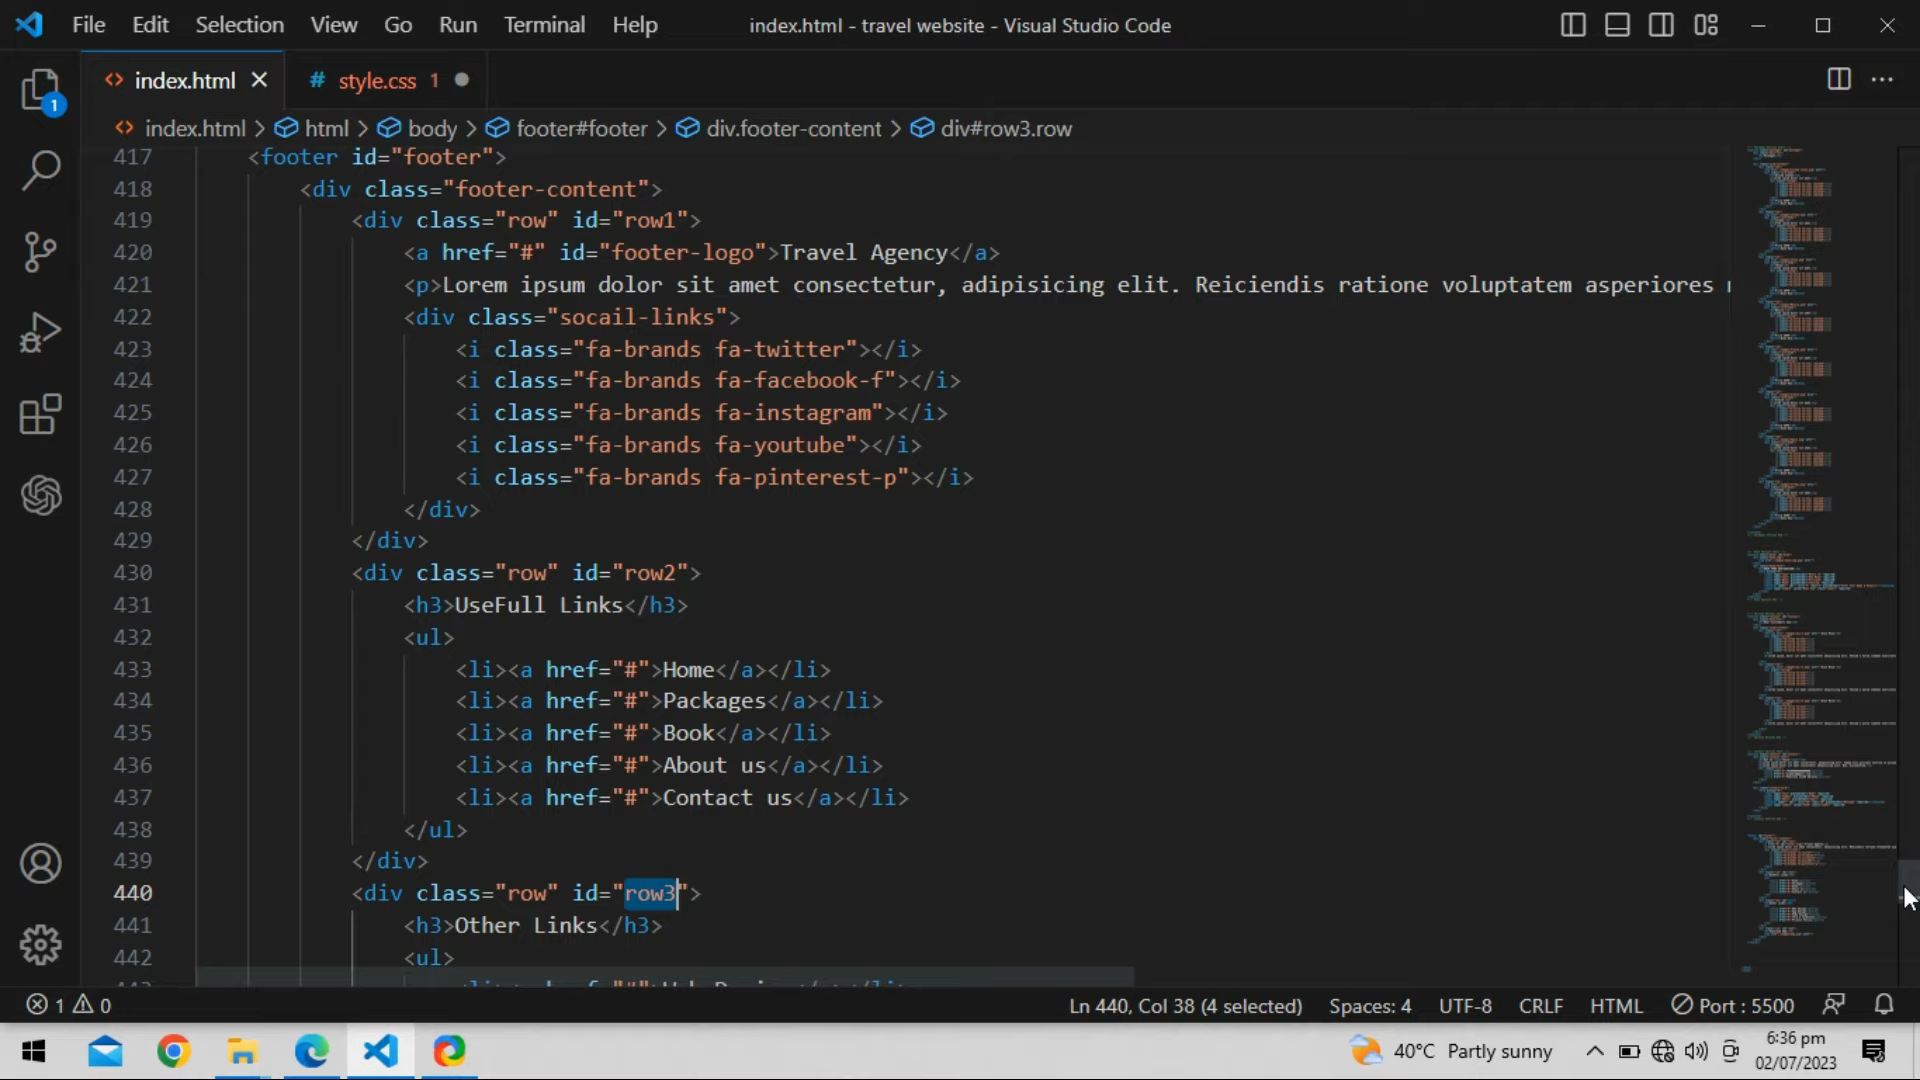 File Edit Selection View Go Run Terminal Help index.html - travel website - Visual Studio Code
index.html style.css 1
1
index.html > html > body > footer#footer > div.footer-content > div#row3.row
417 <footer id="footer">
418 <div class="footer-content">
419 <div class="row" id="row1">
420 <a href="#" id="footer-logo">Travel Agency</a>
421 <p>Lorem ipsum dolor sit amet consectetur, adipisicing elit. Reiciendis ratione voluptatem asperiores
422 <div class="socail-links">
423 <i class="fa-brands fa-twitter"></i>
424 <i class="fa-brands fa-facebook-f"></i>
425 <i class="fa-brands fa-instagram"></i>
426 <i class="fa-brands fa-youtube"></i>
427 <i class="fa-brands fa-pinterest-p"></i>
428 </div>
429 </div>
430 <div class="row" id="row2">
431 <h3>UseFull Links</h3>
432 <ul>
433 <li><a href="#">Home</a></li>
434 <li><a href="#">Packages</a></li>
435 <li><a href="#">Book</a></li>
436 <li><a href="#">About us</a></li>
437 <li><a href="#">Contact us</a></li>
438 </ul>
439 </div>
440 <div class="row" id="row3">
441 <h3>Other Links</h3>
442 <ul>
1 0 Ln 440, Col 38 (4 selected) Spaces: 4 UTF-8 CRLF HTML Port : 5500
40°C Partly sunny 6:36 pm
02/07/2023